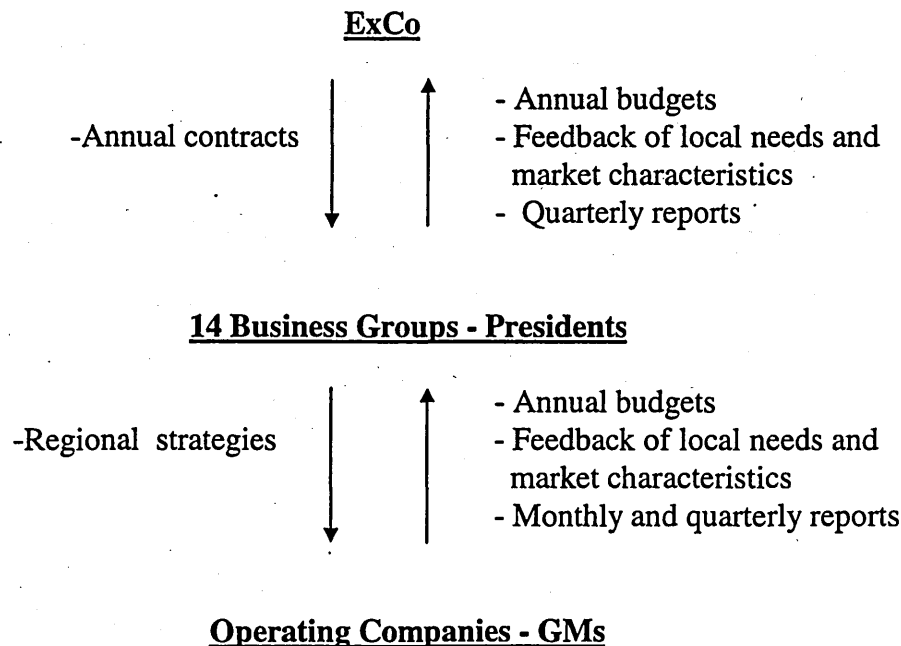 ExCo
-Annual contracts
- Annual budgets
- Feedback of local needs and
market characteristics
- Quarterly reports
14 Business Groups - Presidents
-Regional strategies
- Annual budgets
- Feedback of local needs and
market characteristics
- Monthly and quarterly reports
Operating Companies - GMs